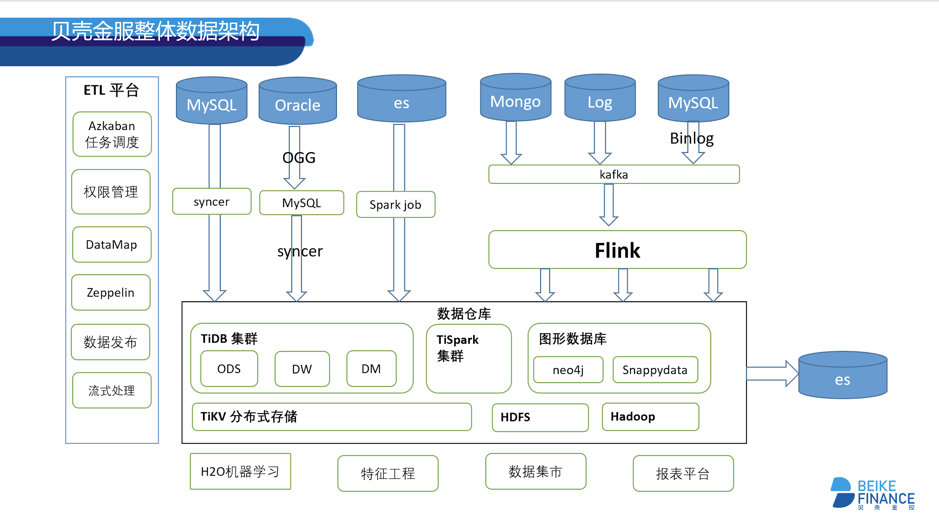 贝壳金服整体数据架构
ETL 平台
Azkaban
任务调度
权限管理
DataMap
Zeppelin
数据发布
流式处理
MySQL
Oracle
es
Mongo
Log
MySQL
OGG
Binlog
kafka
syncer
MySQL
Spark job
syncer
Flink
数据仓库
TiDB 集群
ODS
DW
DM
TiSpark
集群
图形数据库
neo4j
Snappydata
TiKV 分布式存储
HDFS
Hadoop
es
H2O机器学习
特征工程
数据集市
报表平台
BEIKE
FINANCE
贝壳金控